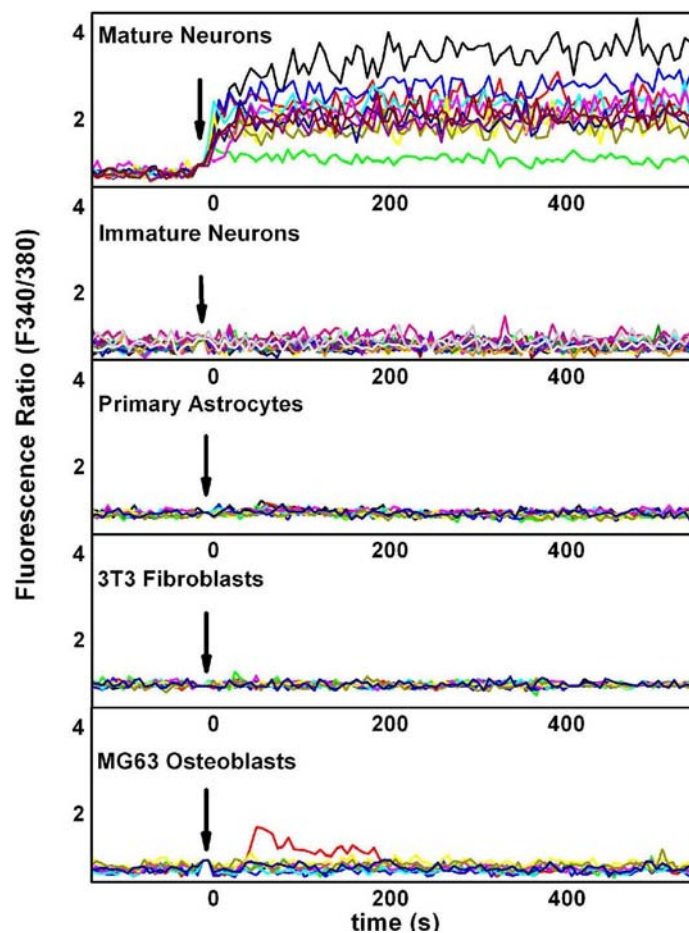 Fluorescence Ratio (F340/380)
4
Mature Neurons
2
0 200 400
4
Immature Neurons
2
0 200 400
4
Primary Astrocytes
2
0 200 400
4
3T3 Fibroblasts
2
0 200 400
4
MG63 Osteoblasts
2
0 200 400
time (s)